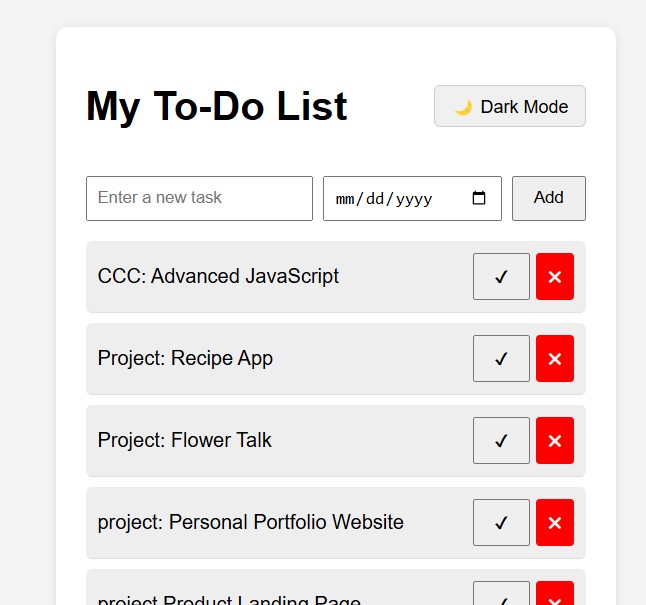 My To-Do List
🌙 Dark Mode
Enter a new task
mm/dd/yyyy
Add
CCC: Advanced JavaScript
✓ ✕
Project: Recipe App
✓ ✕
Project: Flower Talk
✓ ✕
project: Personal Portfolio Website
✓ ✕
project Product Landing Page